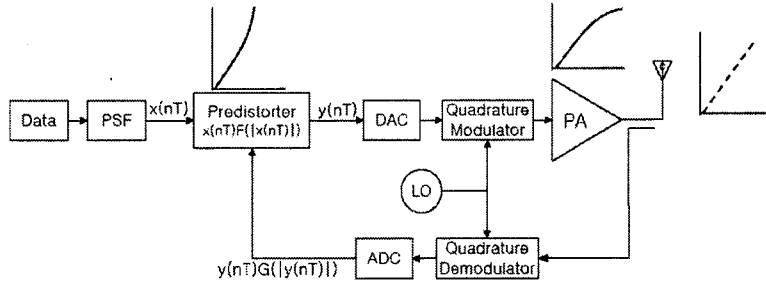 Data
PSF
x(nT)
Predistorter
x(nT)F(|x(nT)|)
y(nT)
DAC
Quadrature
Modulator
PA
LO
y(nT)G(|y(nT)|)
ADC
Quadrature
Demodulator